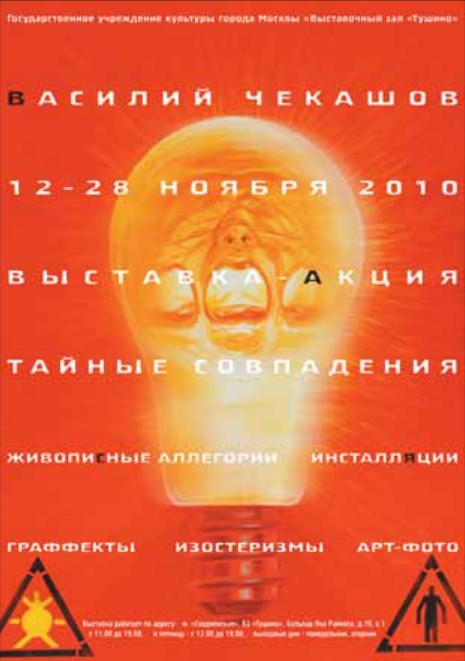 Государственное учреждение культуры города Москвы «Выставочный зал «Тушино»
ВАСИЛИЙ ЧЕКАШОВ
12-28 НОЯБРЯ 2010
ВЫСТАВКА-АКЦИЯ
ТАЙНЫЕ СОВПАДЕНИЯ
ЖИВОПИСНЫЕ АЛЛЕГОРИИ ИНСТАЛЛЯЦИИ
ГРАФФЕКТЫ ИЗОСТЕРИЗМЫ АРТ-ФОТО
Выставка работает по адресу: м. «Сходненская», ВЗ «Тушино», Бульвар Яна Райниса, д.19, к.1
с 11.00 до 19.00, в пятницу - с 12.00 до 19.00, выходные дни - понедельник, вторник